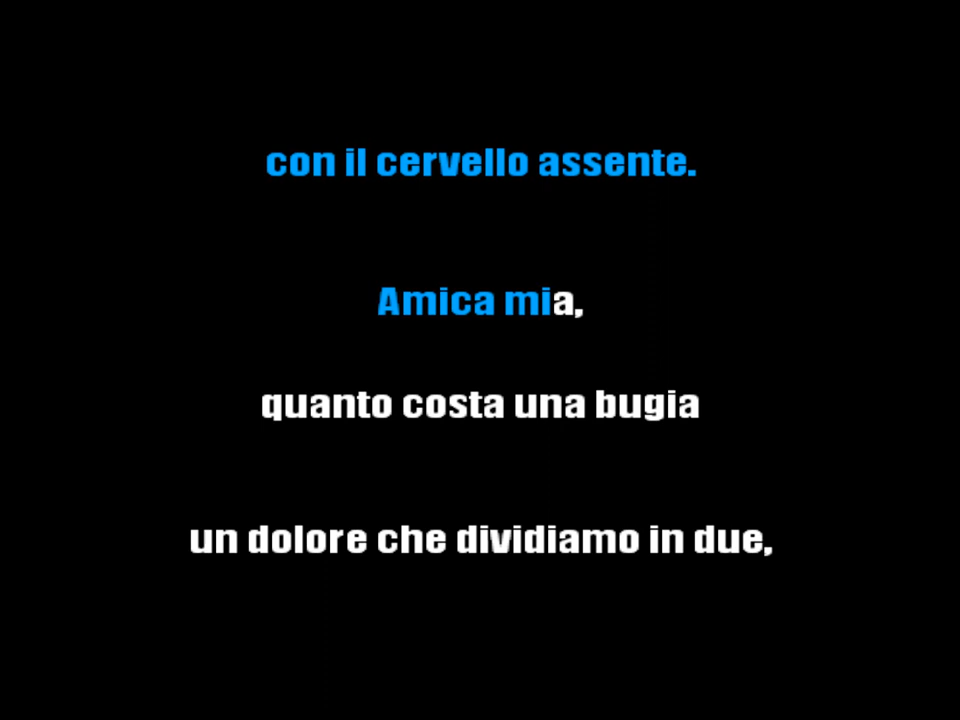 con il cervello assente.
Amica mia,
quanto costa una bugia
un dolore che dividiamo in due,